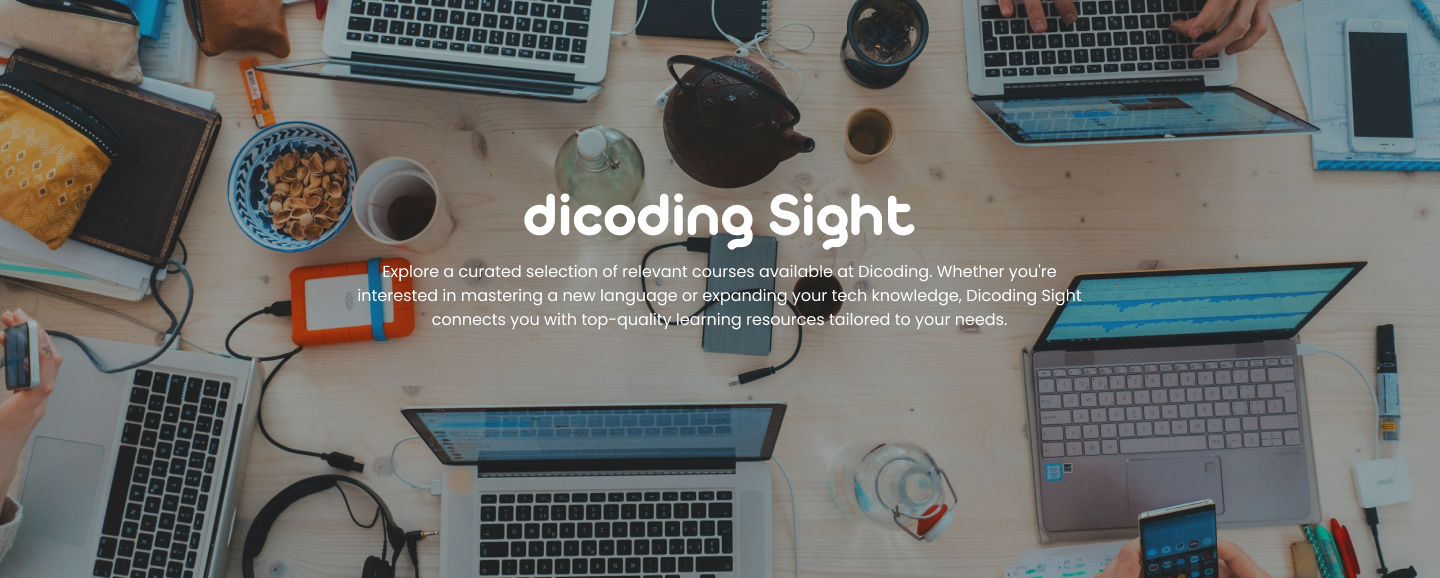 dicoding Sight
Explore a curated selection of relevant courses available at Dicoding. Whether you're
interested in mastering a new language or expanding your tech knowledge, Dicoding Sight
connects you with top-quality learning resources tailored to your needs.